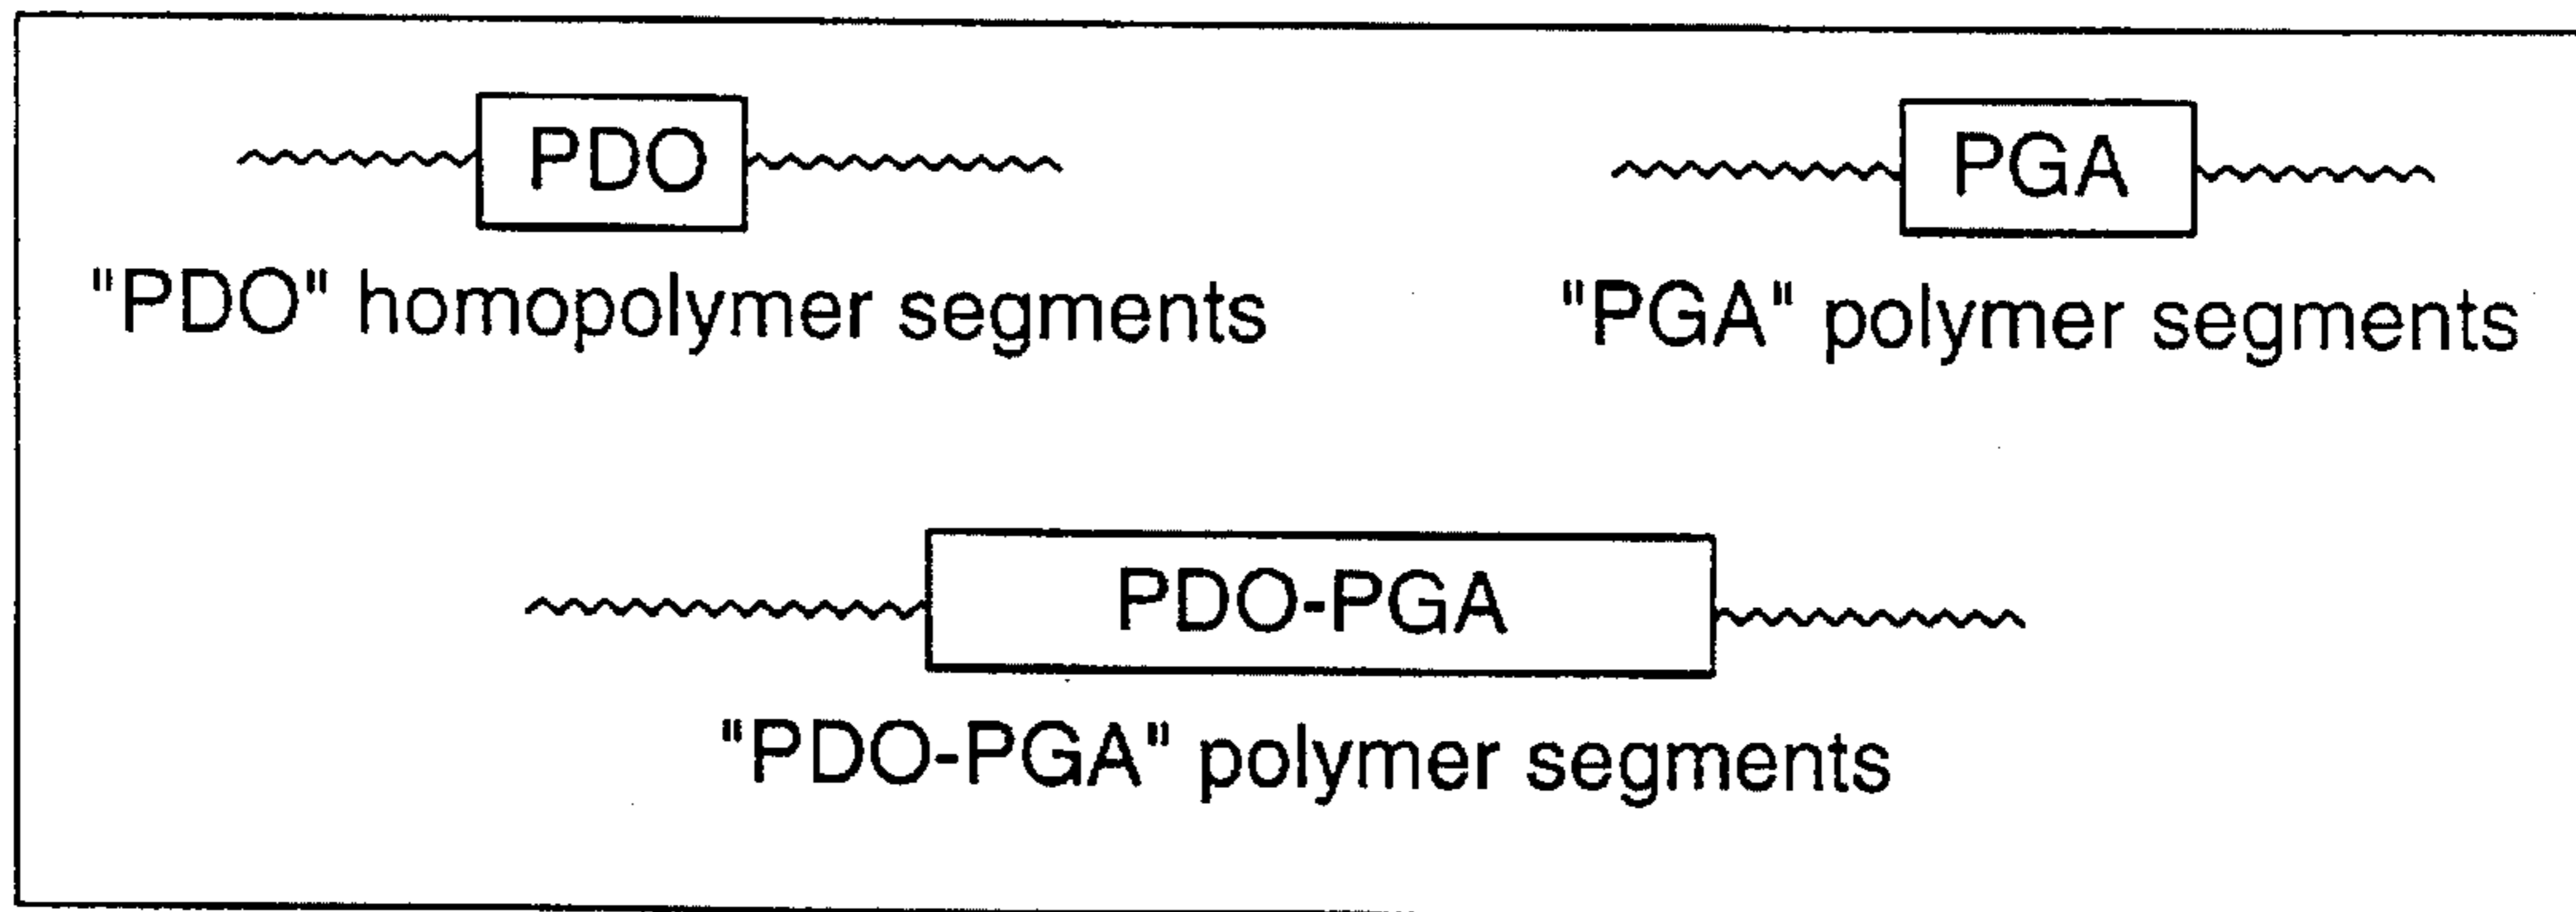 PDO
PGA
"PDO" homopolymer segments
"PGA" polymer segments
PDO-PGA
"PDO-PGA" polymer segments